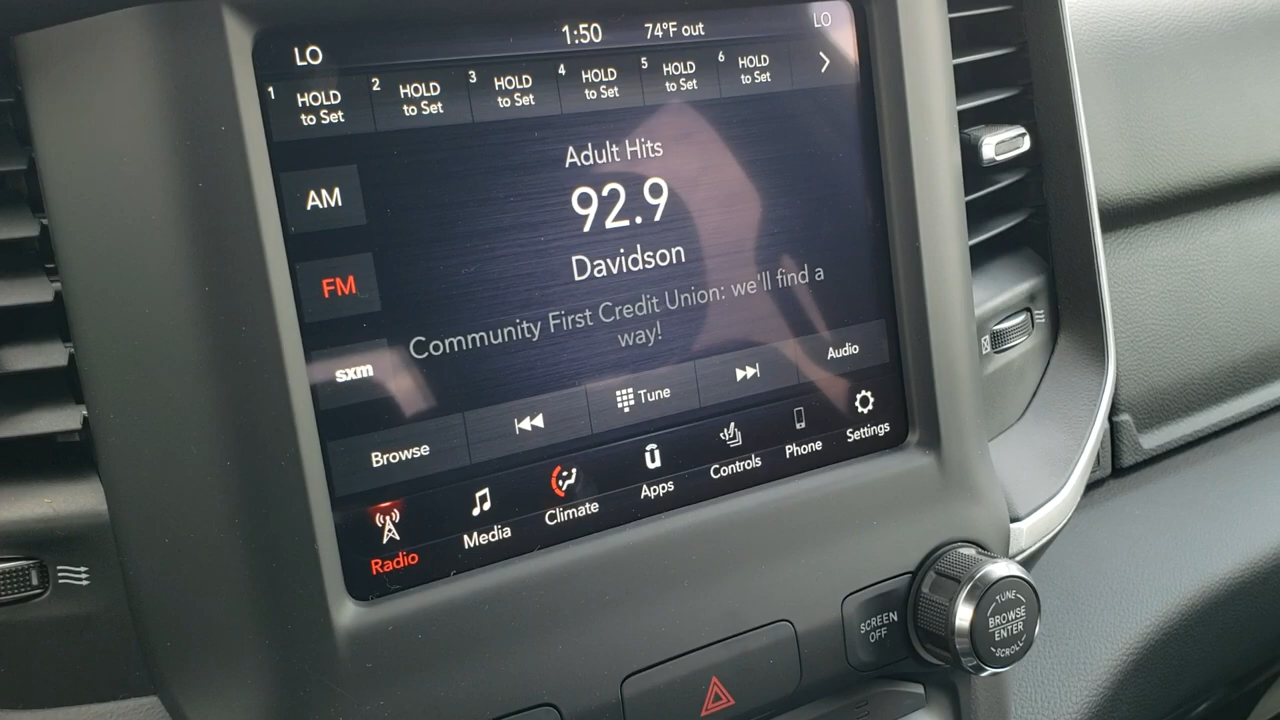 LO
1:50
74°F out
LO
1 HOLD
to Set
2 HOLD
to Set
3 HOLD
to Set
4 HOLD
to Set
5 HOLD
to Set
6 HOLD
to Set
Adult Hits
AM
92.9
Davidson
FM
Community First Credit Union: we'll find a
way!
sxm
Browse
Tune
Audio
Radio
Media
Climate
Apps
Controls
Phone
Settings
SCREEN
OFF
TUNE
BROWSE
ENTER
SCROLL